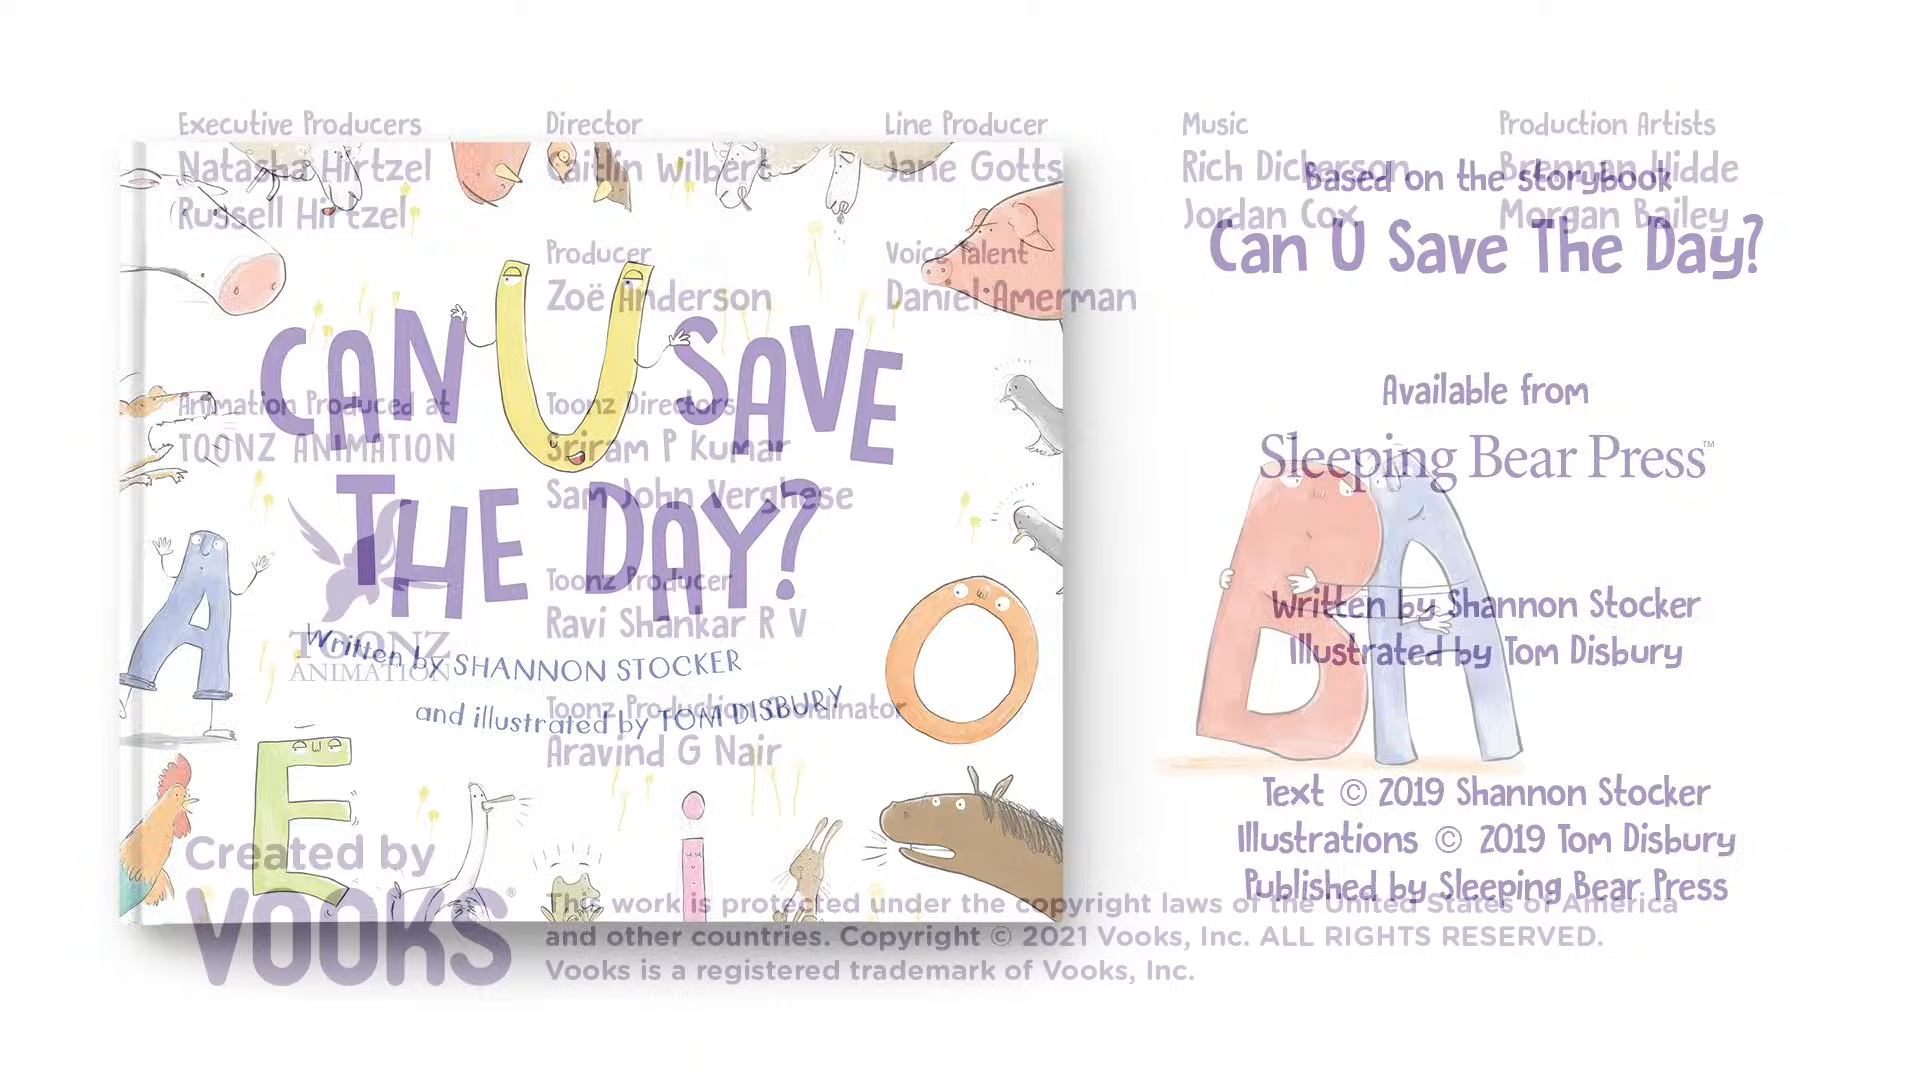 Executive Producers
Natasha Hirtzel
Russell Hirtzel
Director
Caitlin Wilbert
Producer
Zoë Anderson
Line Producer
Jane Gotts
Voice Talent
Daniel Amerman
Music
Rich Dickerson
Jordan Cox
Production Artists
Brennan Hidde
Morgan Bailey
Animation Produced at
TOONZ ANIMATION
Toonz Directors
Sriram P Kumar
Sam John Verghese
Toonz Producer
Ravi Shankar R V
Toonz Production Coordinator
Aravind G Nair
TOONZ
ANIMATION
CAN U SAVE
THE DAY?
Written by SHANNON STOCKER
and illustrated by TOM DISBURY
A
E
i
O
Based on the storybook
Can U Save The Day?
Available from
Sleeping Bear Press™
BA
Written by Shannon Stocker
Illustrated by Tom Disbury
Text © 2019 Shannon Stocker
Illustrations © 2019 Tom Disbury
Published by Sleeping Bear Press
Created by
VOOKS®
This work is protected under the copyright laws of the United States of America
and other countries. Copyright © 2021 Vooks, Inc. ALL RIGHTS RESERVED.
Vooks is a registered trademark of Vooks, Inc.